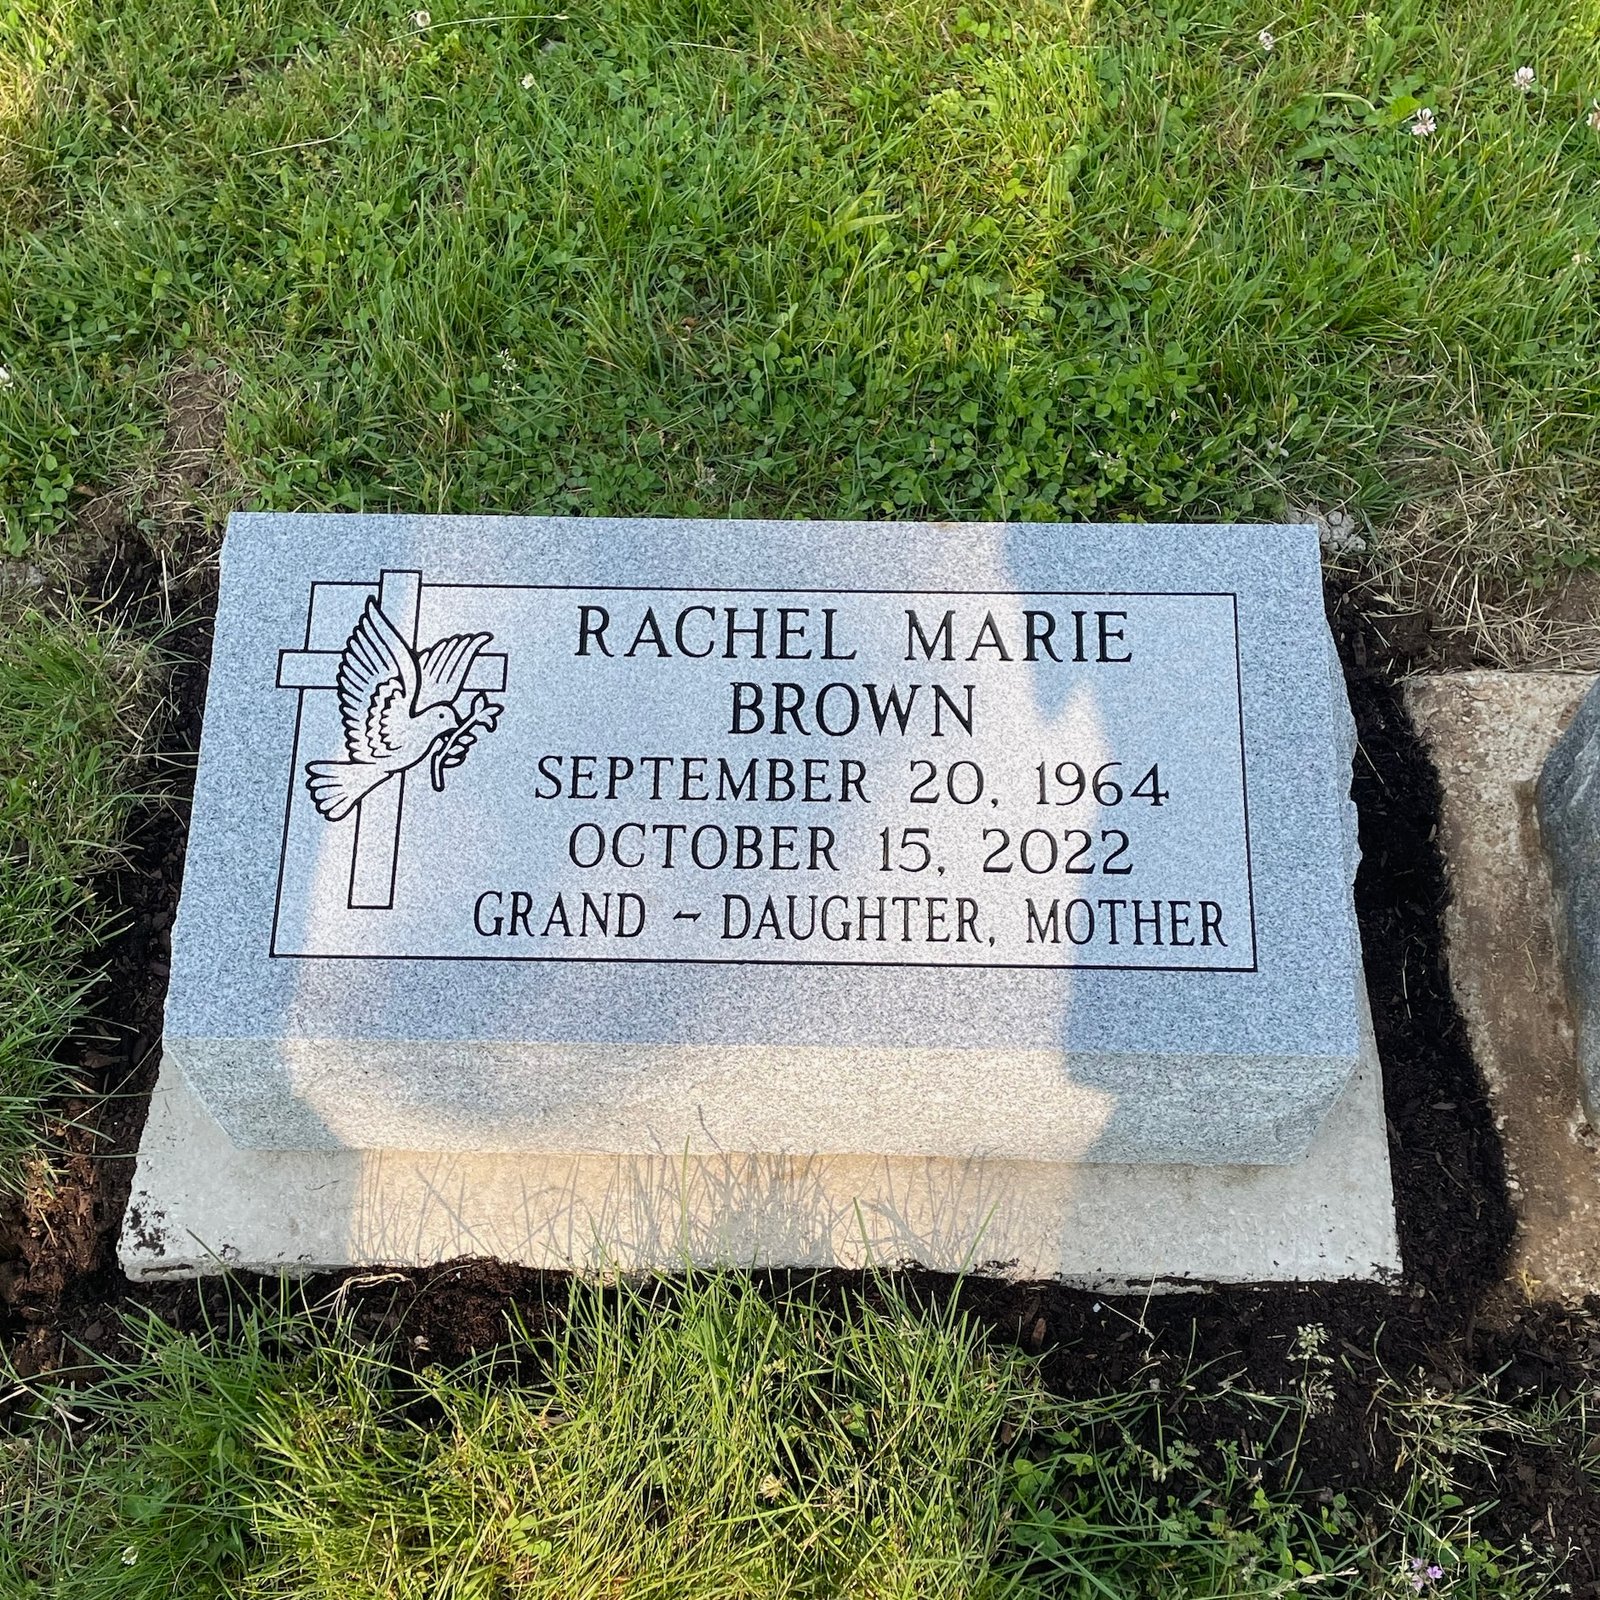 RACHEL MARIE
BROWN
SEPTEMBER 20, 1964
OCTOBER 15, 2022
GRAND - DAUGHTER, MOTHER